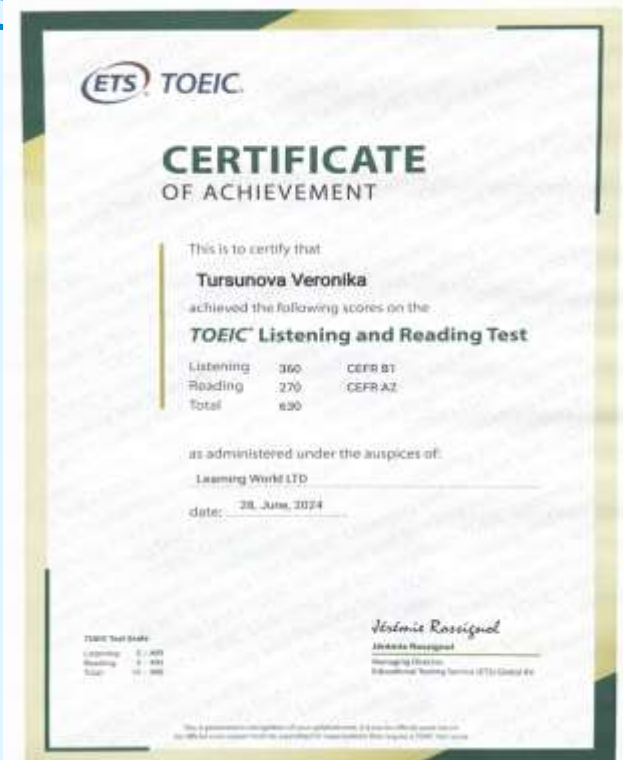 ETS TOEIC.
CERTIFICATE
OF ACHIEVEMENT
This is to certify that
Tursunova Veronika
achieved the following scores on the
TOEIC® Listening and Reading Test
Listening 360 CEFR B1
Reading 270 CEFR A2
Total 630
as administered under the auspices of:
Learning World LTD
date: 28, June, 2024
Jérémie Rossignol
TOEIC Test Scale
Jérémie Rossignol
Listening
Managing Director
Reading
Total